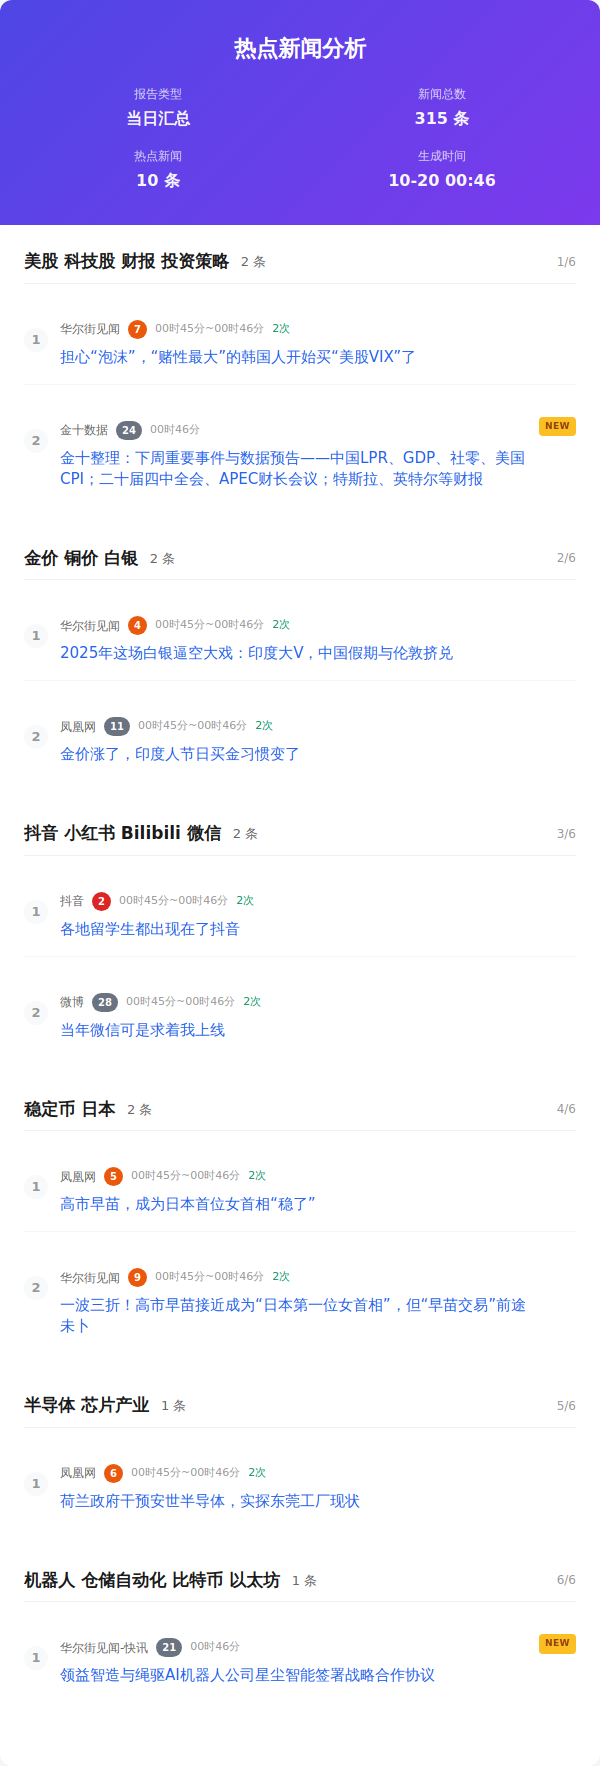 热点新闻分析
报告类型
当日汇总
新闻总数
315 条
热点新闻
10 条
生成时间
10-20 00:46
美股 科技股 财报 投资策略 2 条 1/6
1 华尔街见闻 7 00时45分~00时46分 2次
担心“泡沫”，“赌性最大”的韩国人开始买“美股VIX”了
2 金十数据 24 00时46分 NEW
金十整理：下周重要事件与数据预告——中国LPR、GDP、社零、美国
CPI；二十届四中全会、APEC财长会议；特斯拉、英特尔等财报
金价 铜价 白银 2 条 2/6
1 华尔街见闻 4 00时45分~00时46分 2次
2025年这场白银逼空大戏：印度大V，中国假期与伦敦挤兑
2 凤凰网 11 00时45分~00时46分 2次
金价涨了，印度人节日买金习惯变了
抖音 小红书 Bilibili 微信 2 条 3/6
1 抖音 2 00时45分~00时46分 2次
各地留学生都出现在了抖音
2 微博 28 00时45分~00时46分 2次
当年微信可是求着我上线
稳定币 日本 2 条 4/6
1 凤凰网 5 00时45分~00时46分 2次
高市早苗，成为日本首位女首相“稳了”
2 华尔街见闻 9 00时45分~00时46分 2次
一波三折！高市早苗接近成为“日本第一位女首相”，但“早苗交易”前途
未卜
半导体 芯片产业 1 条 5/6
1 凤凰网 6 00时45分~00时46分 2次
荷兰政府干预安世半导体，实探东莞工厂现状
机器人 仓储自动化 比特币 以太坊 1 条 6/6
1 华尔街见闻-快讯 21 00时46分 NEW
领益智造与绳驱AI机器人公司星尘智能签署战略合作协议